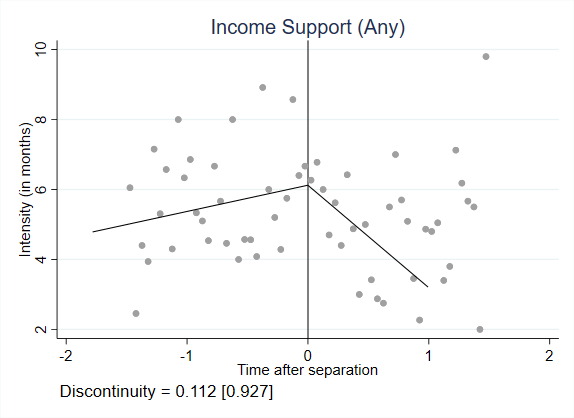 Income Support (Any)
Intensity (in months)
10
8
6
4
2
-2 -1 0 1 2
Time after separation
Discontinuity = 0.112 [0.927]